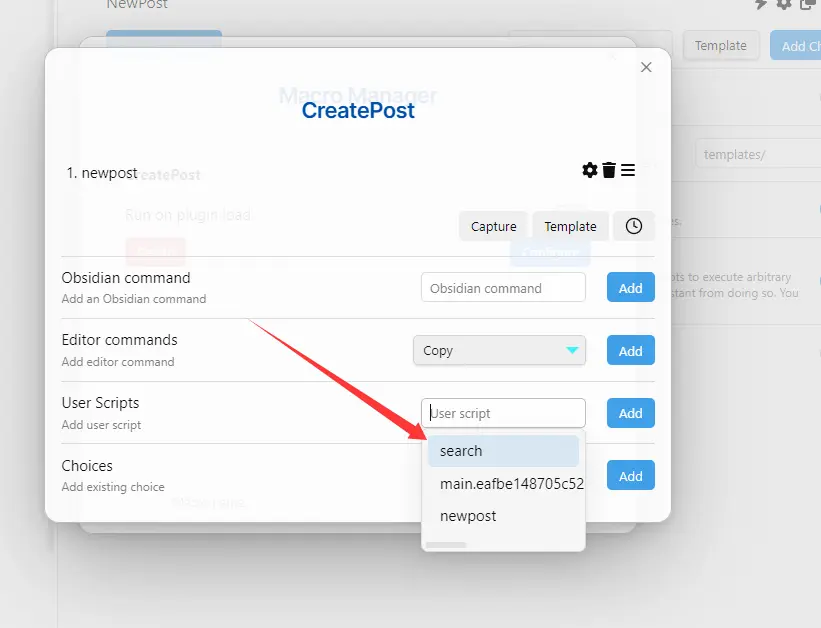 NewPost
Template
Add Ch
Macro Manager
CreatePost
templates/
1. newpost
eatePost
Run on plugin load
Capture
Template
s.
Obsidian command
Add an Obsidian command
Obsidian command
Add
ts to execute arbitrary
stant from doing so. You
Editor commands
Add editor command
Copy
Add
User Scripts
Add user script
User script
Add
search
main.eafbe148705c52
newpost
Choices
Add existing choice
Add